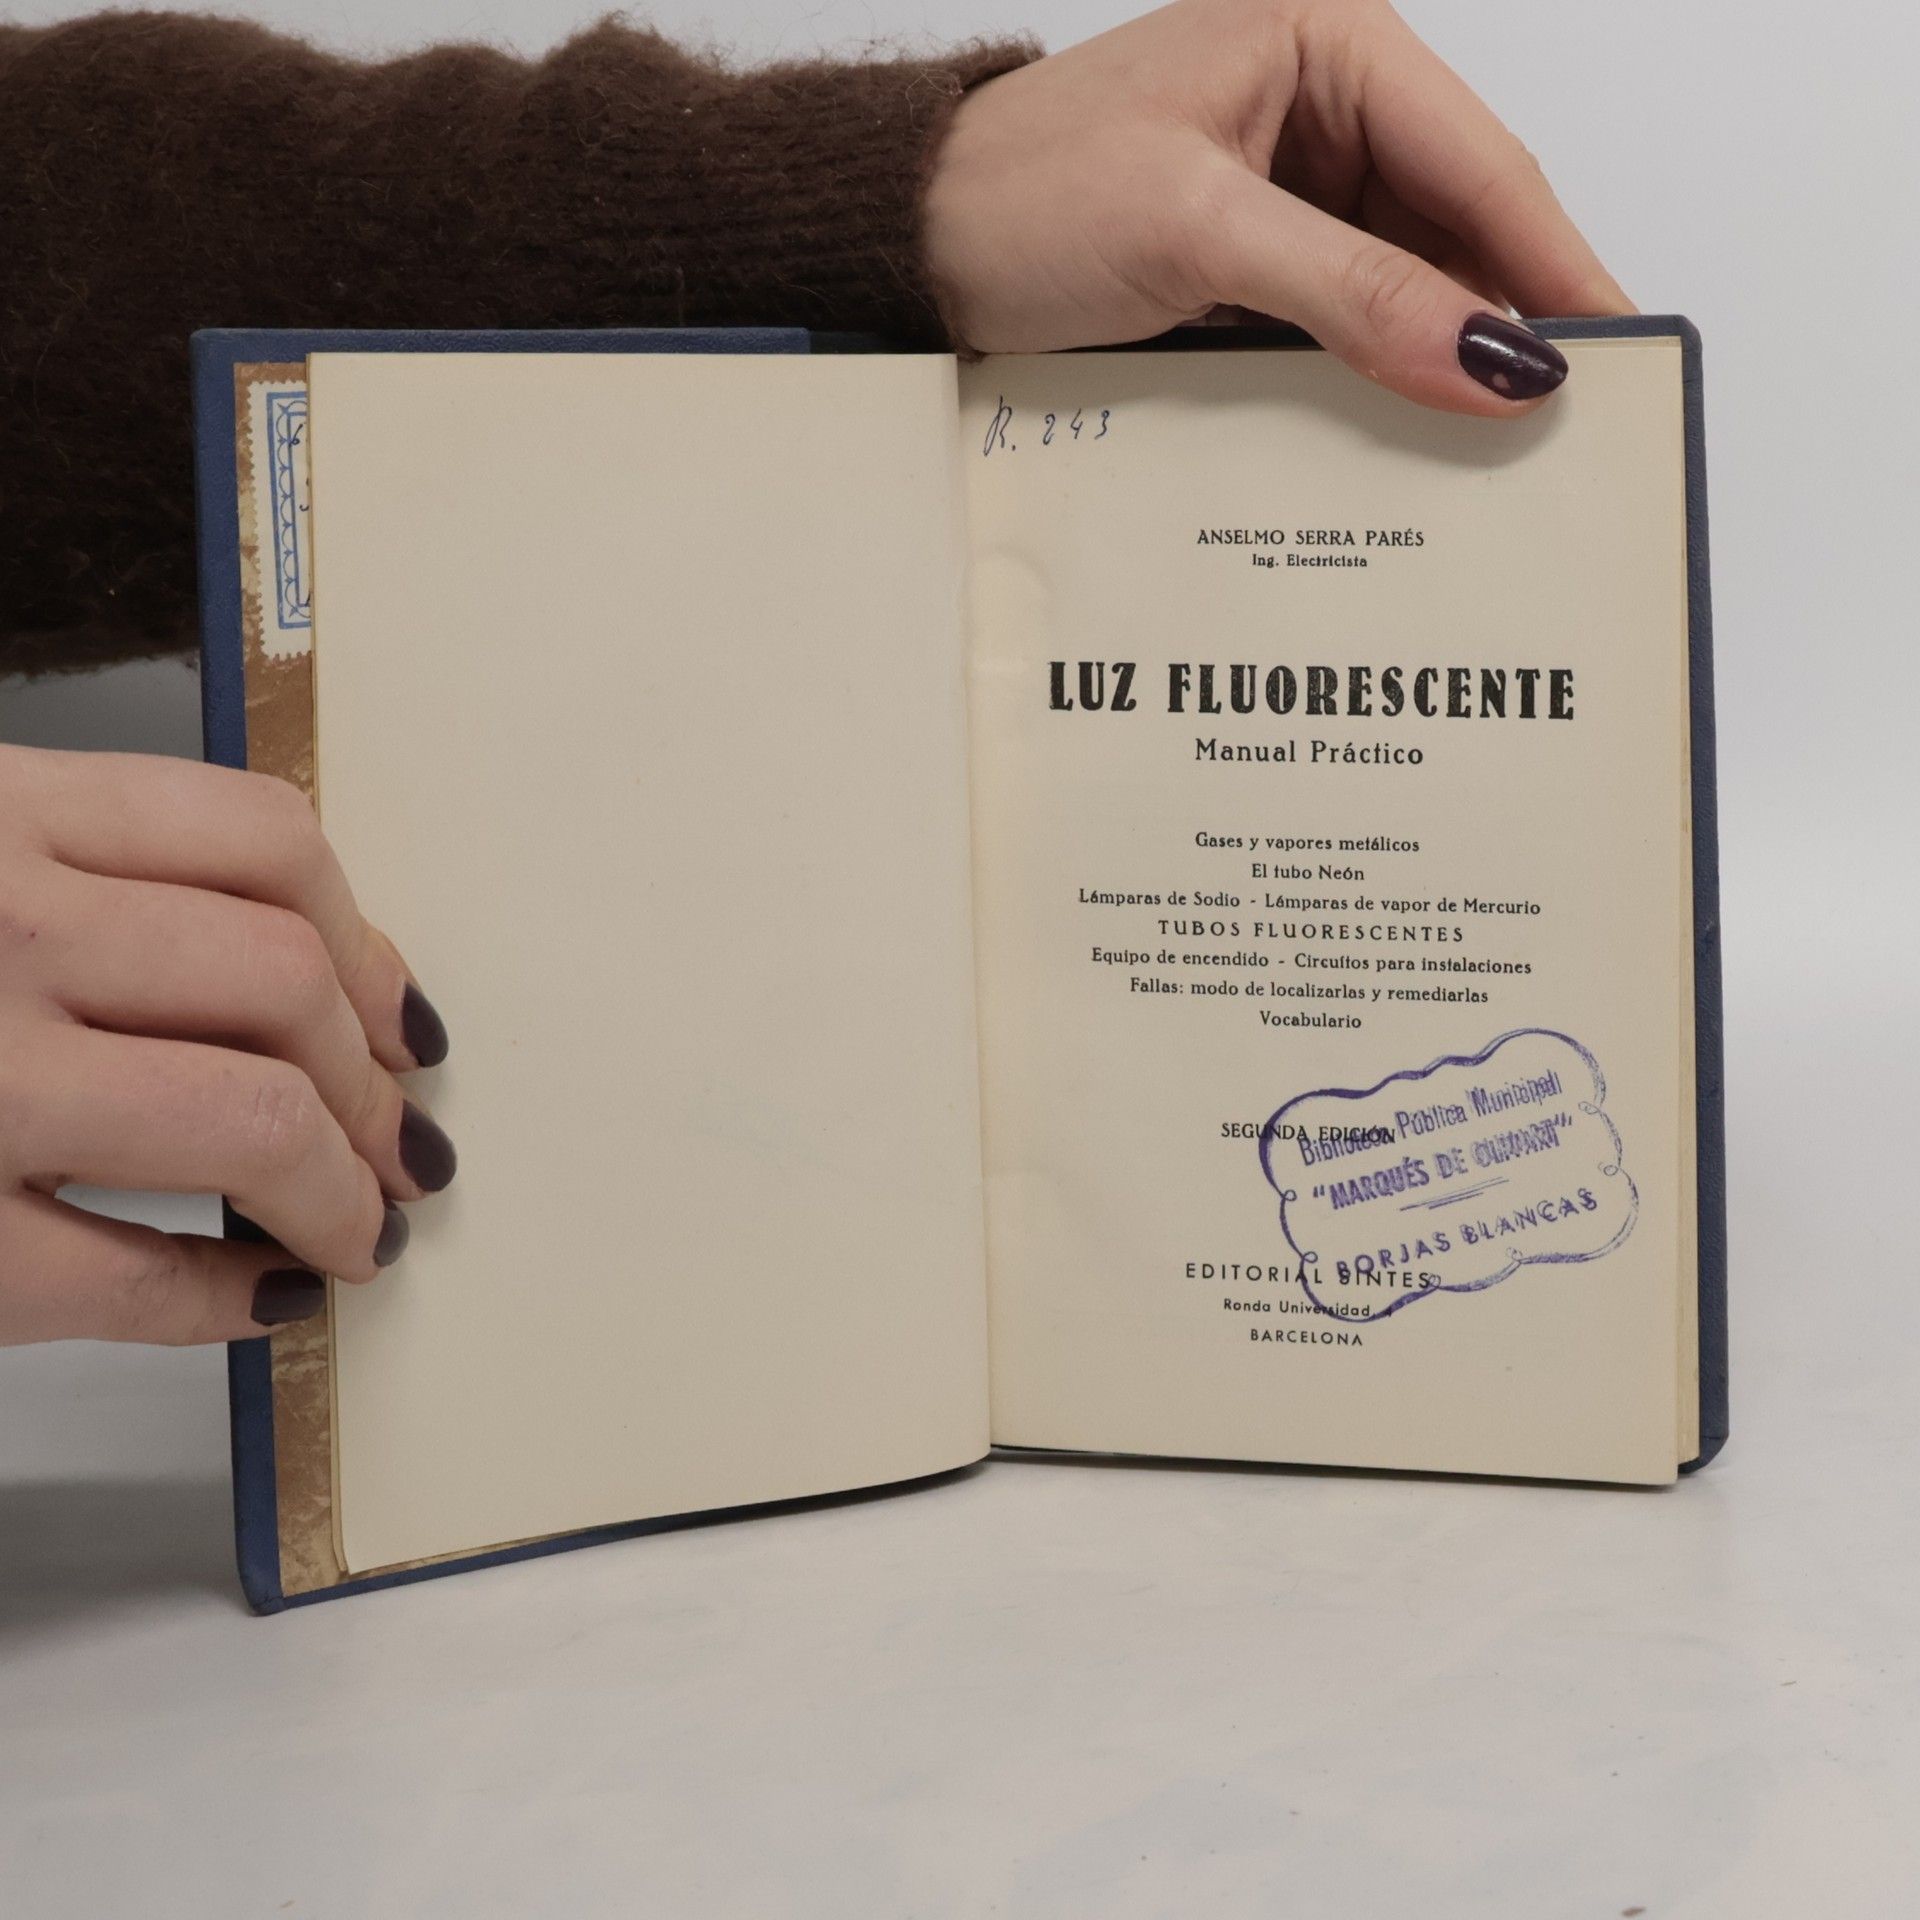 R. 243
ANSELMO SERRA PARÉS
Ing. Electricista
LUZ FLUORESCENTE
Manual Práctico
Gases y vapores metálicos
El tubo Neón
Lámparas de Sodio - Lámparas de vapor de Mercurio
TUBOS FLUORESCENTES
Equipo de encendido - Circuitos para instalaciones
Fallas: modo de localizarlas y remediarlas
Vocabulario
SEGUNDA EDICIÓN
Biblioteca Pública Municipal
"MARQUÉS DE OLIVART"
BORJAS BLANCAS
EDITORIAL SINTES
Ronda Universidad, 4
BARCELONA